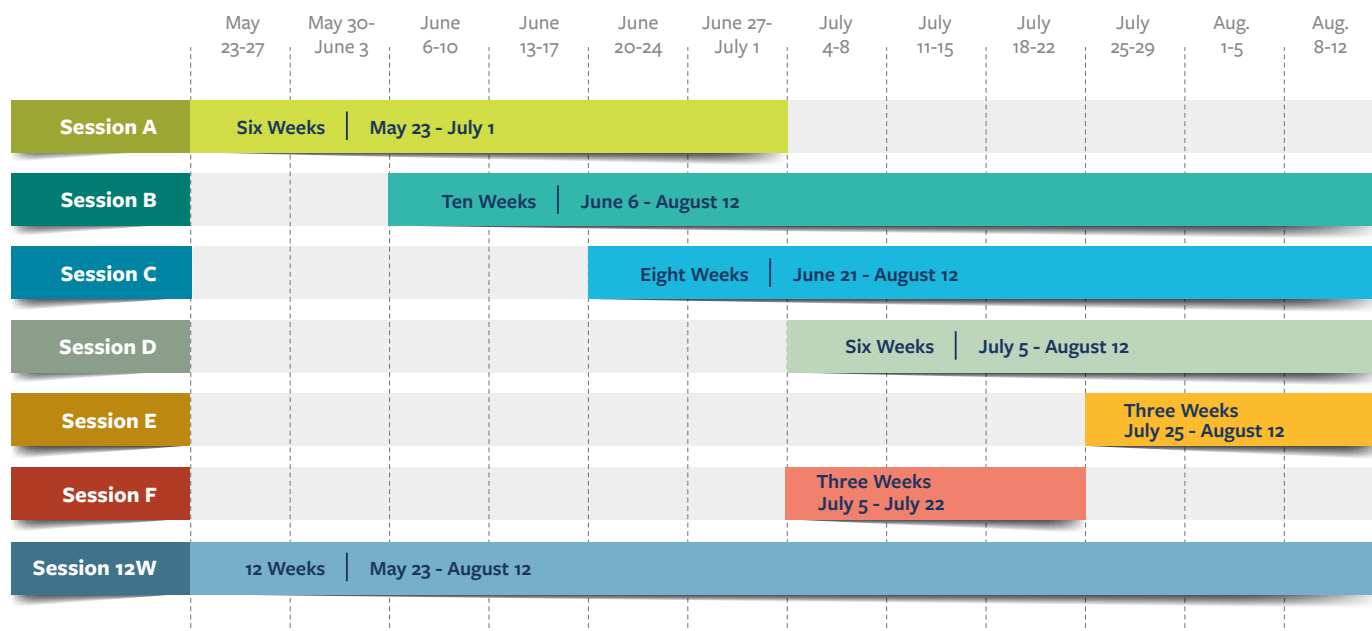 May
23-27
May 30-
June 3
June
6-10
June
13-17
June
20-24
June 27-
July 1
July
4-8
July
11-15
July
18-22
July
25-29
Aug.
1-5
Aug.
8-12
Session A
Six Weeks | May 23 - July 1
Session B
Ten Weeks | June 6 - August 12
Session C
Eight Weeks | June 21 - August 12
Session D
Six Weeks | July 5 - August 12
Session E
Three Weeks
July 25 - August 12
Session F
Three Weeks
July 5 - July 22
Session 12W
12 Weeks | May 23 - August 12